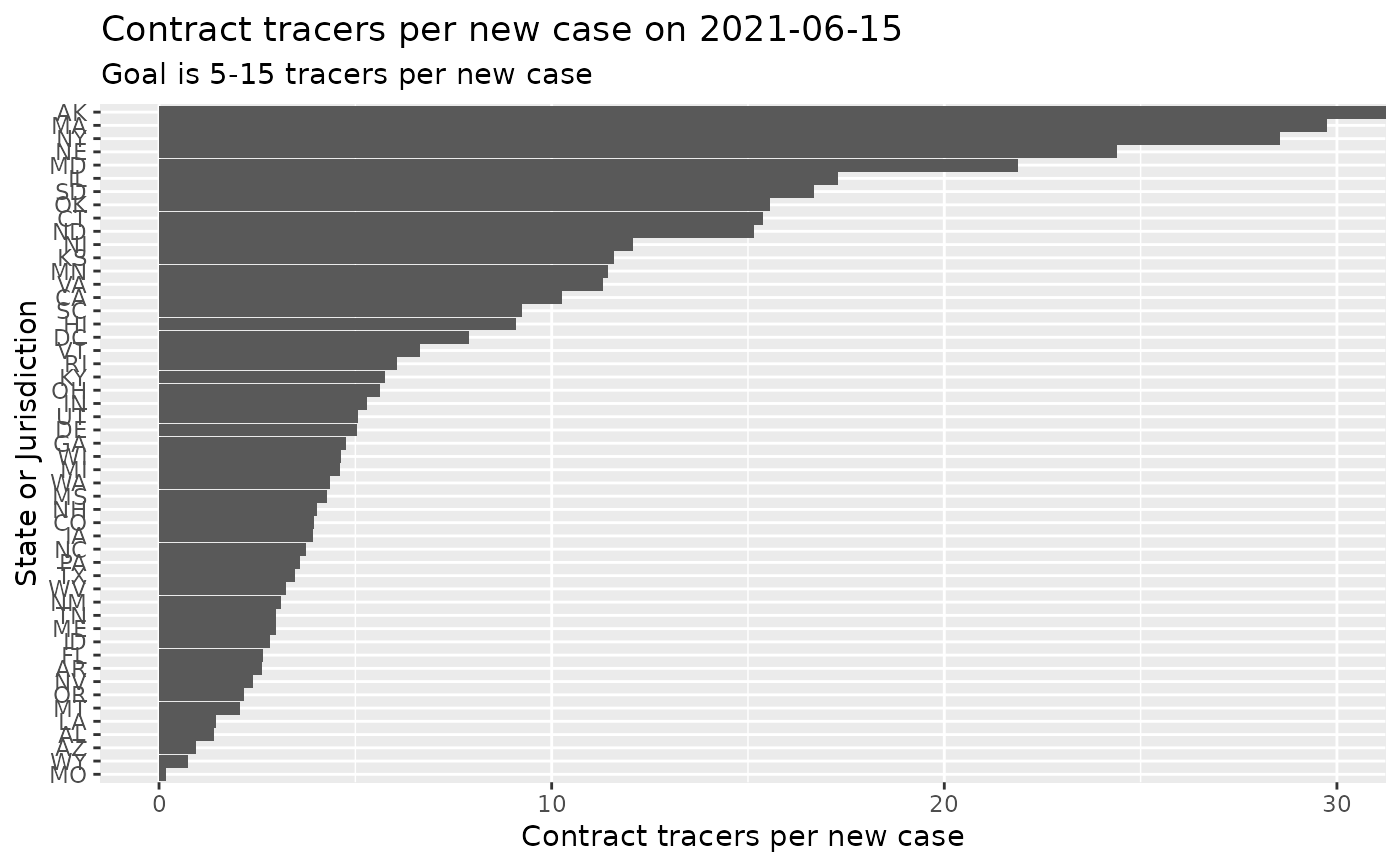 Contract tracers per new case on 2021-06-15
Goal is 5-15 tracers per new case
State or Jurisdiction
AK
MA
NY
NE
MD
IL
SD
OK
CT
ND
NJ
KS
MN
VA
CA
SC
HI
DC
VT
RI
KY
OH
IN
UT
DE
GA
WI
MI
WA
MS
NH
CO
IA
NC
PA
TX
WV
NM
TN
ME
ID
FL
AR
NV
OR
MT
LA
AL
AZ
WY
MO
0 10 20 30
Contract tracers per new case